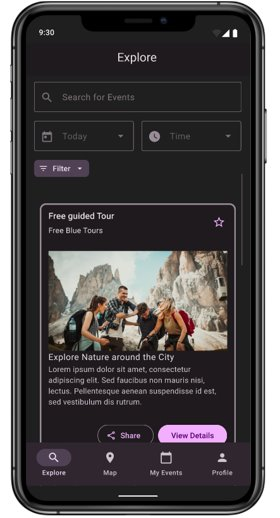 9:30
Explore
Search for Events
Today
Time
Filter
Free guided Tour
Free Blue Tours
Explore Nature around the City
Lorem ipsum dolor sit amet, consectetur
adipiscing elit. Sed faucibus non mauris nisi,
lectus. Pellentesque aenean suspendisse id est,
sed vestibulum dis rutrum.
Share
View Details
Explore
Map
My Events
Profile